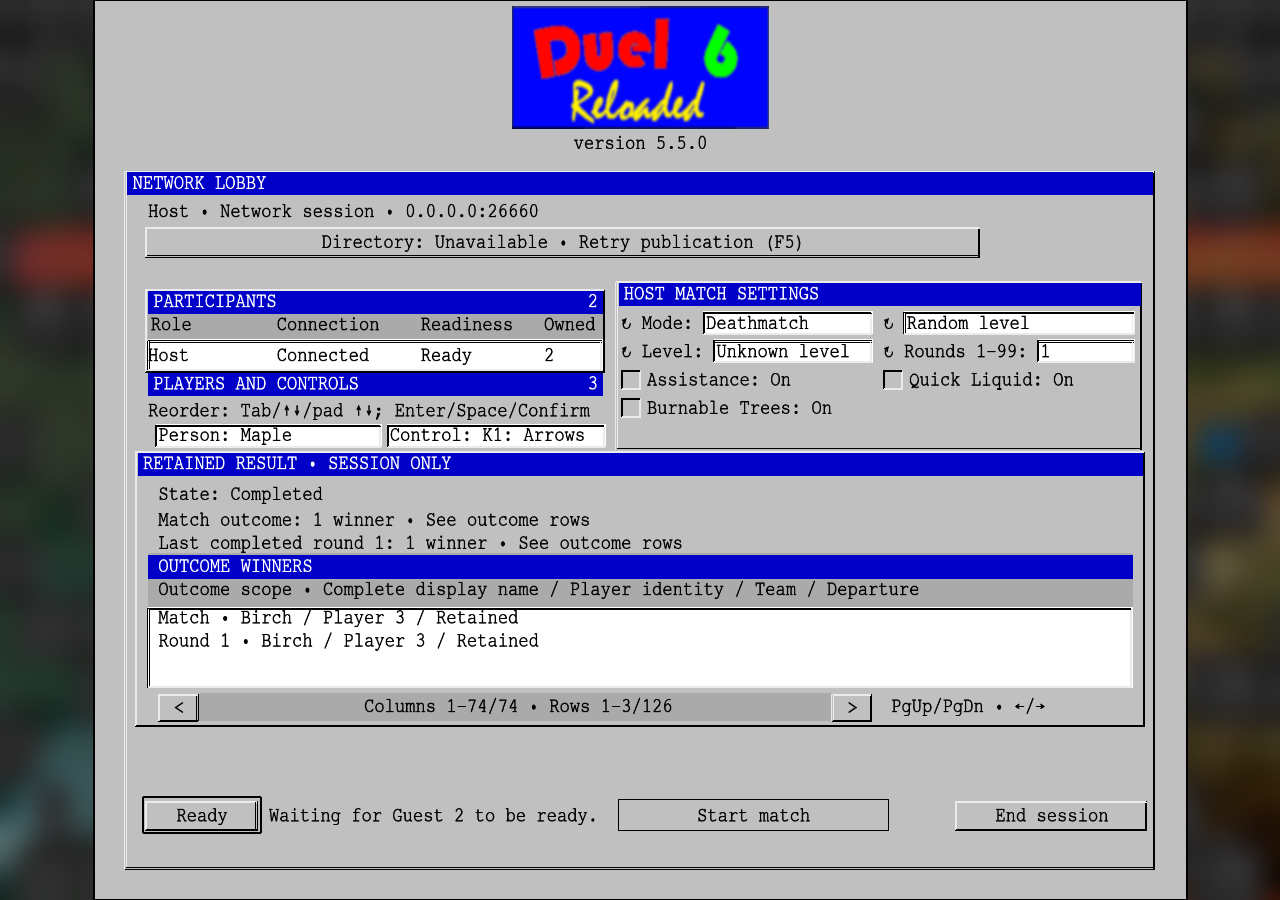 Duel 6
Reloaded
version 5.5.0
NETWORK LOBBY
Host • Network session • 0.0.0.0:26660
Directory: Unavailable • Retry publication (F5)
PARTICIPANTS 2
Role Connection Readiness Owned
Host Connected Ready 2
PLAYERS AND CONTROLS 3
Reorder: Tab/↑↓/pad ↑↓; Enter/Space/Confirm
Person: Maple Control: K1: Arrows
HOST MATCH SETTINGS
↻ Mode: Deathmatch ↻ Random level
↻ Level: Unknown level ↻ Rounds 1-99: 1
Assistance: On Quick Liquid: On
Burnable Trees: On
RETAINED RESULT • SESSION ONLY
State: Completed
Match outcome: 1 winner • See outcome rows
Last completed round 1: 1 winner • See outcome rows
OUTCOME WINNERS
Outcome scope • Complete display name / Player identity / Team / Departure
Match • Birch / Player 3 / Retained
Round 1 • Birch / Player 3 / Retained
< Columns 1-74/74 • Rows 1-3/126 > PgUp/PgDn • ←/→
Ready Waiting for Guest 2 to be ready. Start match End session